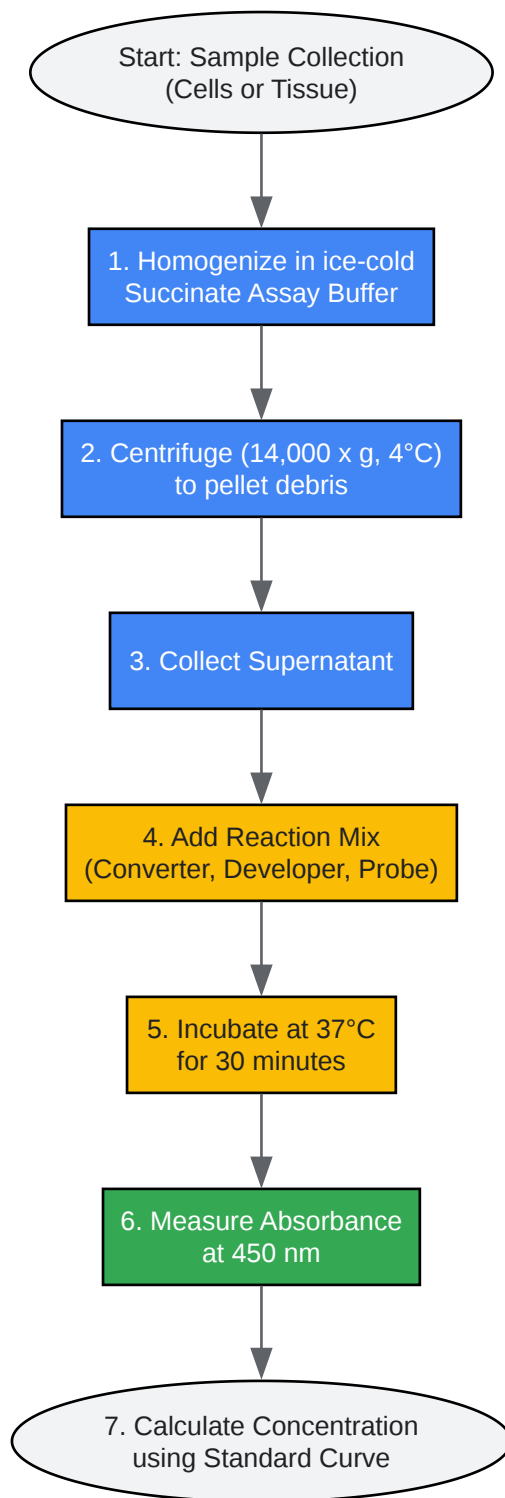 Start: Sample Collection
(Cells or Tissue)
1. Homogenize in ice-cold
Succinate Assay Buffer
2. Centrifuge (14,000 x g, 4°C)
to pellet debris
3. Collect Supernatant
4. Add Reaction Mix
(Converter, Developer, Probe)
5. Incubate at 37°C
for 30 minutes
6. Measure Absorbance
at 450 nm
7. Calculate Concentration
using Standard Curve